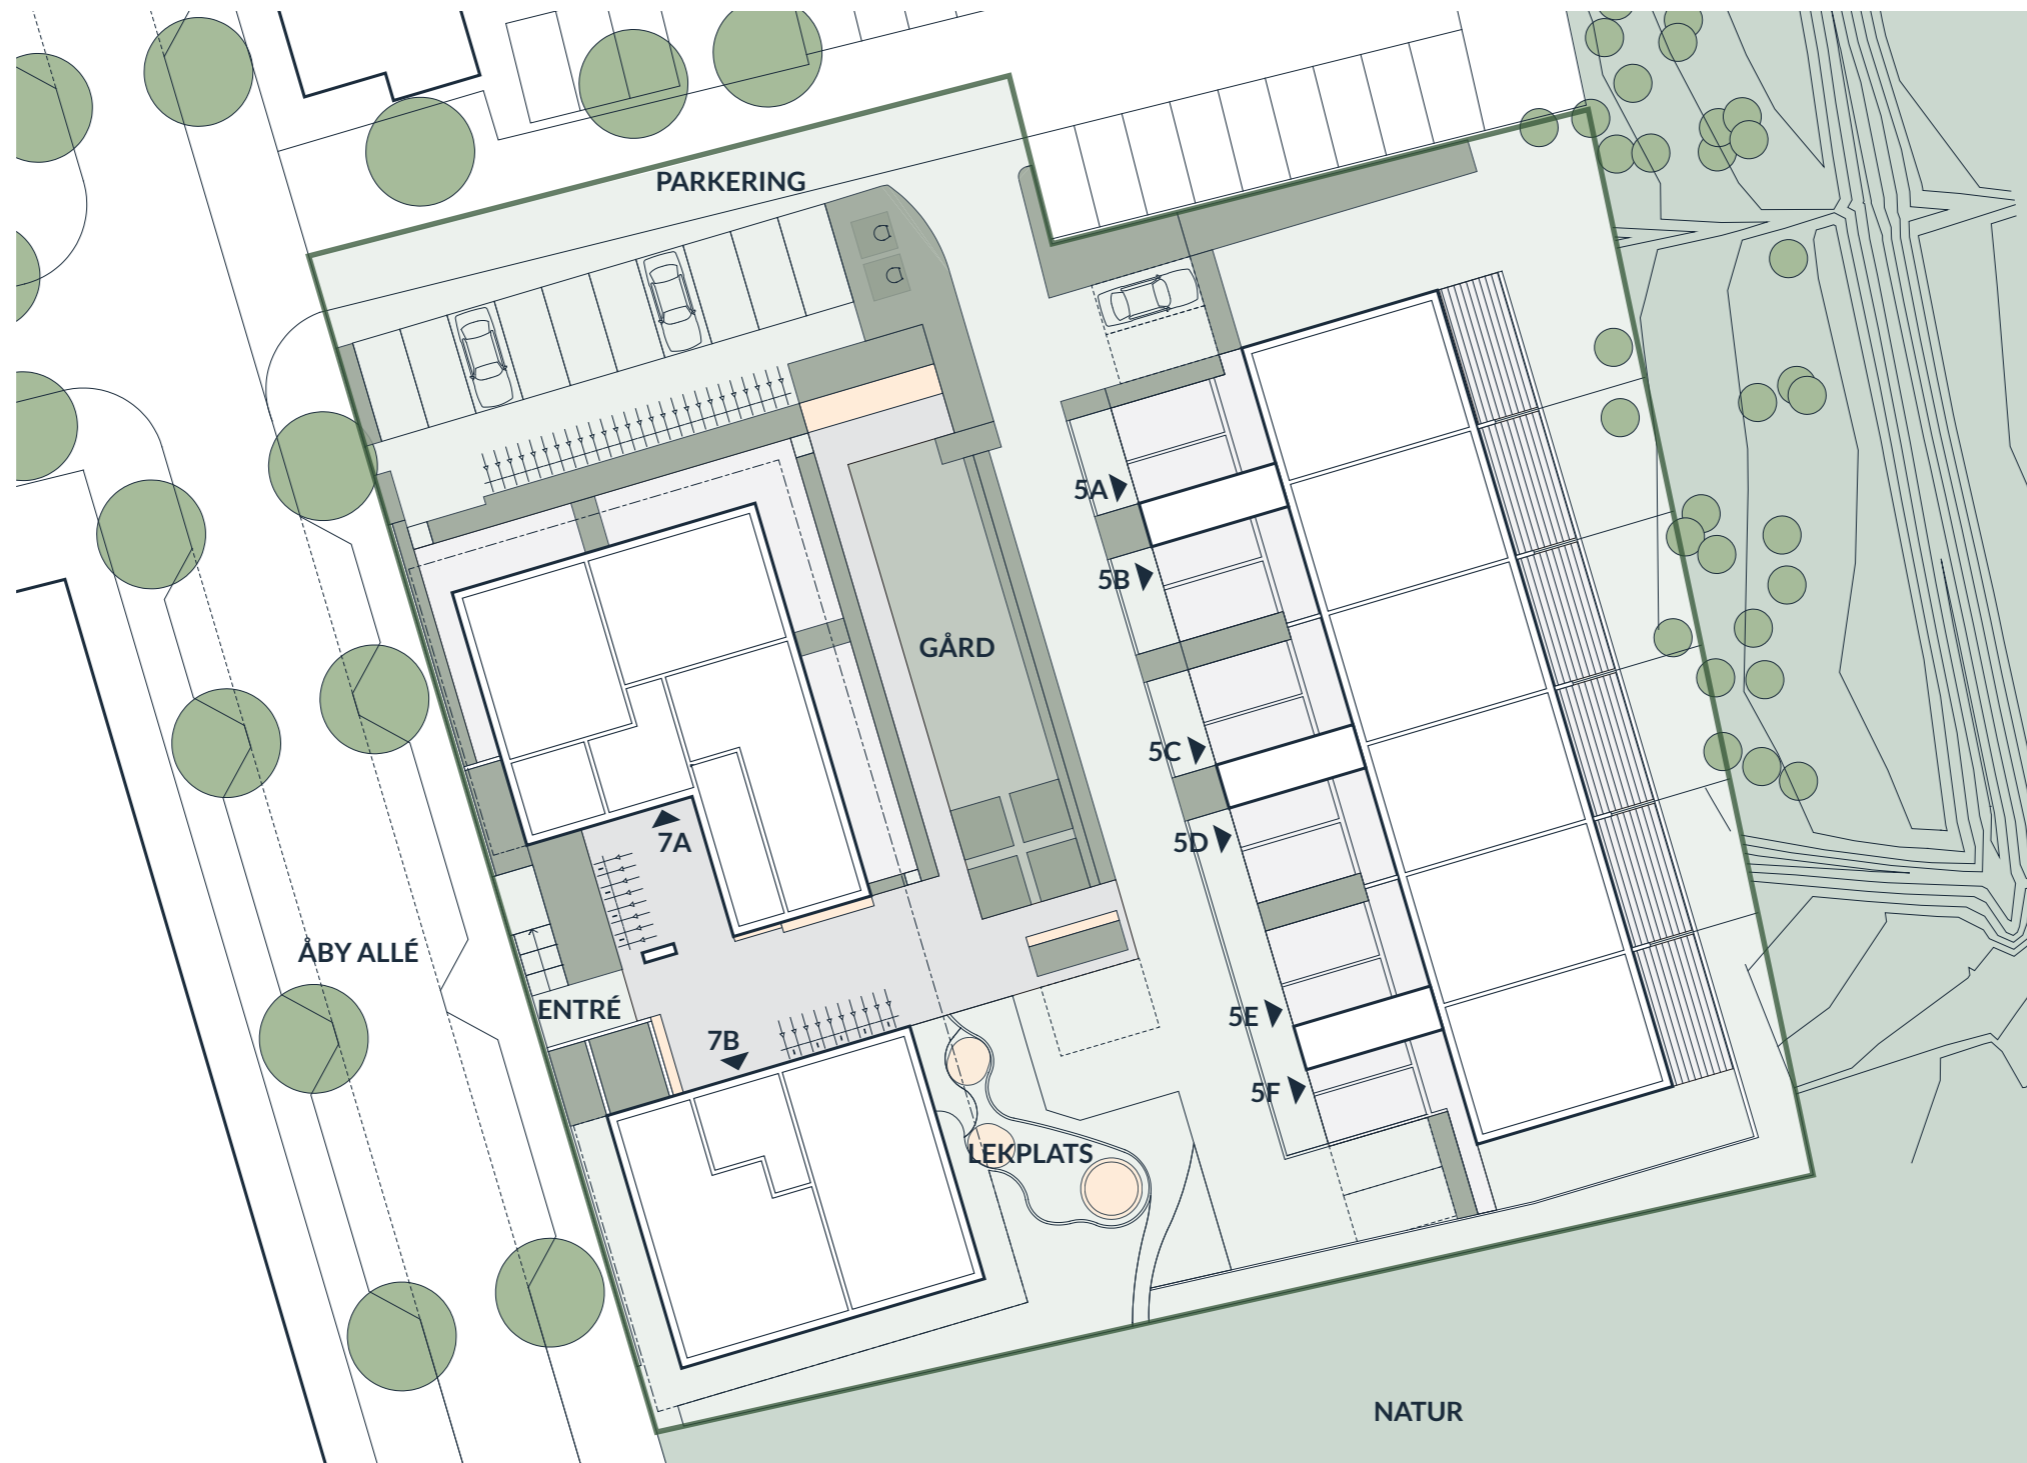 PARKERING
5A
5B
GÅRD
5C
7A
5D
ÅBY ALLÉ
ENTRÉ
5E
7B
5F
LEKPLATS
NATUR